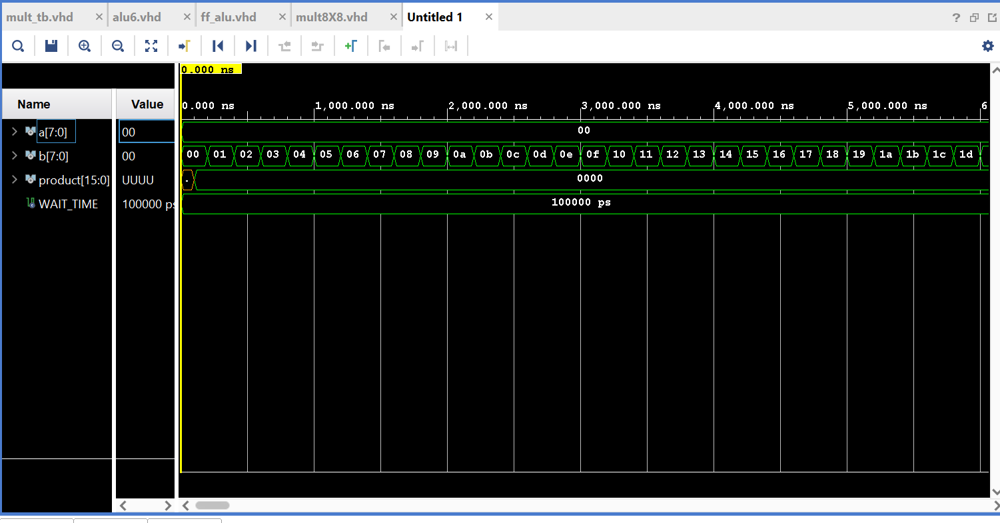 mult_tb.vhd × alu6.vhd × ff_alu.vhd × mult8X8.vhd × Untitled 1 × ?
0.000 ns
Name Value 0.000 ns 1,000.000 ns 2,000.000 ns 3,000.000 ns 4,000.000 ns 5,000.000 ns 6
a[7:0] 00 00
b[7:0] 00 00 01 02 03 04 05 06 07 08 09 0a 0b 0c 0d 0e 0f 10 11 12 13 14 15 16 17 18 19 1a 1b 1c 1d
product[15:0] UUUU . 0000
WAIT_TIME 100000 ps 100000 ps